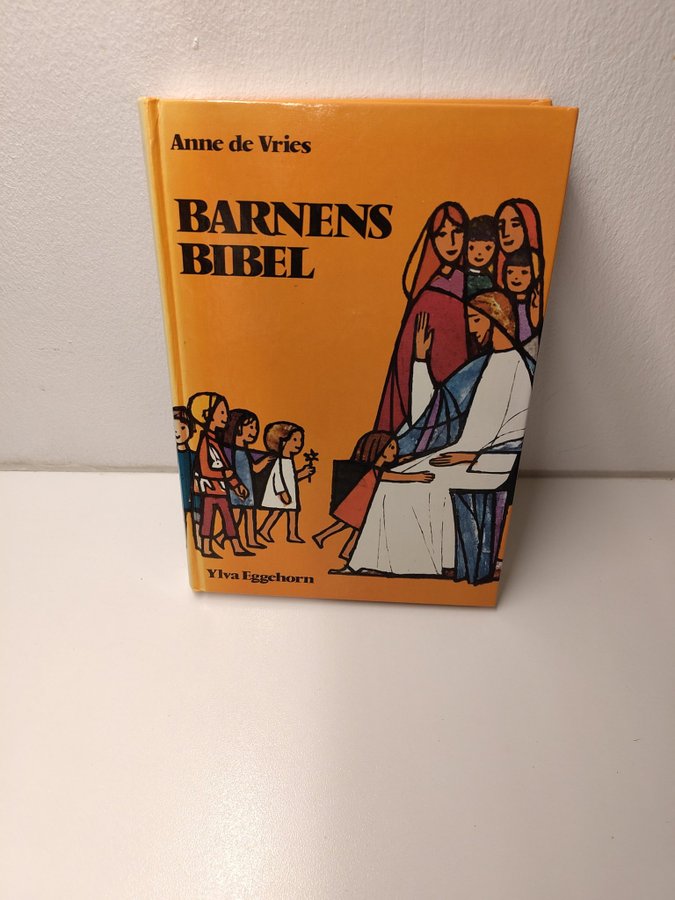 Anne de Vries
BARNENS
BIBEL
Ylva Eggehorn